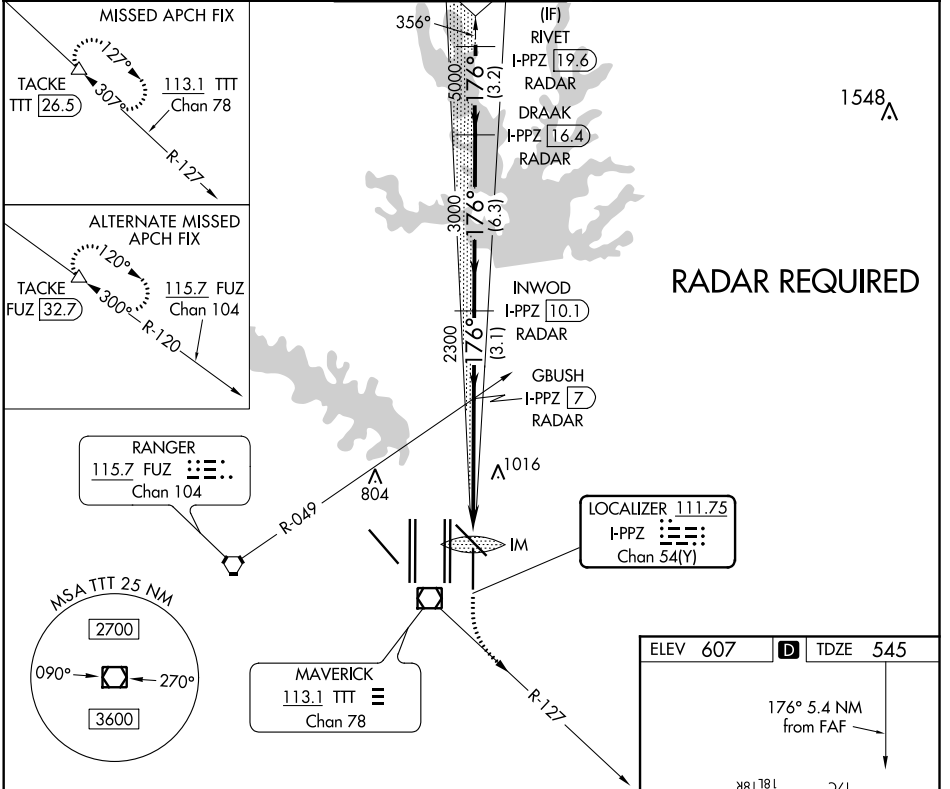 MISSED APCH FIX
127°
TACKE
TTT 26.5
307°
113.1 TTT
Chan 78
R-127
ALTERNATE MISSED
APCH FIX
120°
TACKE
FUZ 32.7
300°
115.7 FUZ
Chan 104
R-120
356°
(IF)
RIVET
I-PPZ 19.6
RADAR
5000
176°
(3.2)
DRAAK
I-PPZ 16.4
RADAR
3000
176°
(6.3)
INWOD
I-PPZ 10.1
RADAR
2300
176°
(3.1)
GBUSH
I-PPZ 7
RADAR
1548
RADAR REQUIRED
1016
804
RANGER
115.7 FUZ
Chan 104
R-049
IM
LOCALIZER 111.75
I-PPZ
Chan 54(Y)
MSA TTT 25 NM
2700
090°
270°
3600
MAVERICK
113.1 TTT
Chan 78
R-127
ELEV 607 D TDZE 545
176° 5.4 NM
from FAF
18L
18R
17C